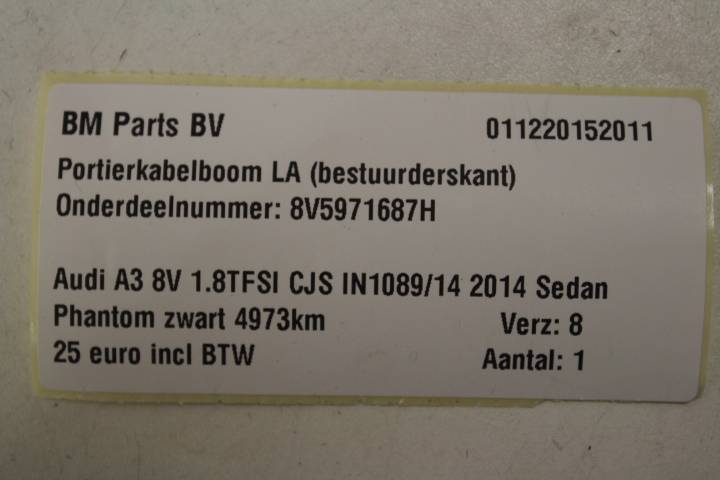 BM Parts BV 011220152011
Portierkabelboom LA (bestuurderskant)
Onderdeelnummer: 8V5971687H
Audi A3 8V 1.8TFSI CJS IN1089/14 2014 Sedan
Phantom zwart 4973km Verz: 8
25 euro incl BTW Aantal: 1